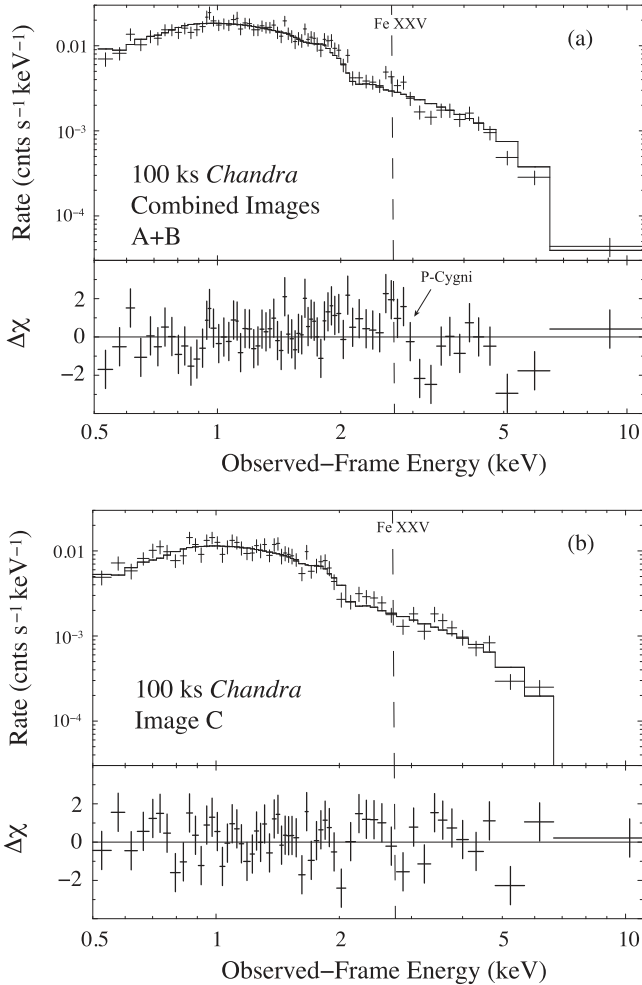 Fe XXV
(a)
0.01
10−3
10−4
Rate (cnts s−1 keV−1)
100 ks Chandra
Combined Images
A+B
P-Cygni
2
0
−2
Δχ
0.5 1 2 5 10
Observed−Frame Energy (keV)
Fe XXV
(b)
0.01
10−3
10−4
Rate (cnts s−1 keV−1)
100 ks Chandra
Image C
2
0
−2
Δχ
0.5 1 2 5 10
Observed−Frame Energy (keV)